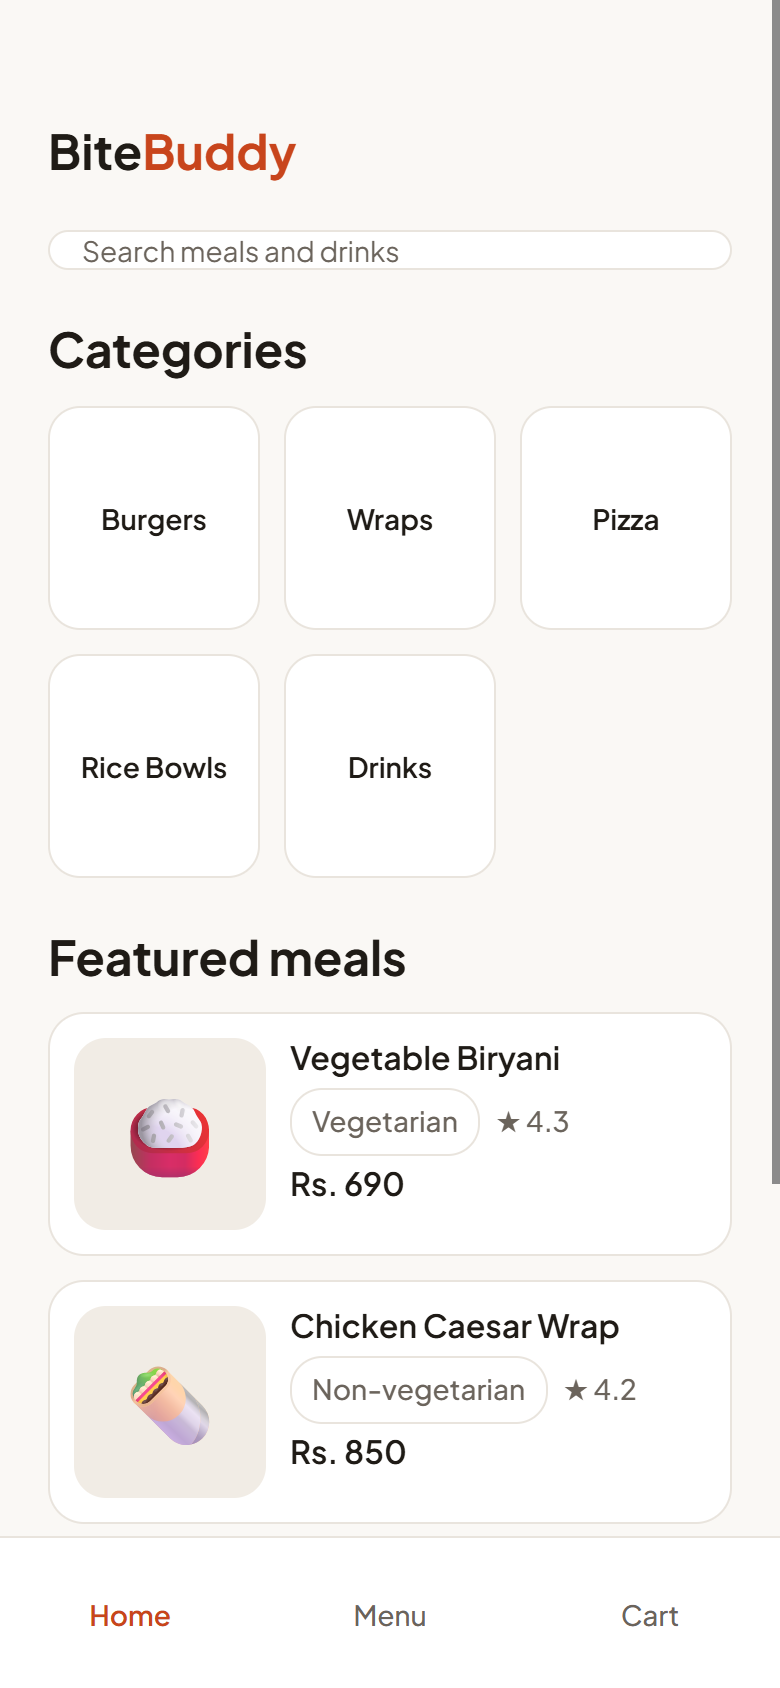 BiteBuddy
Search meals and drinks
Categories
Burgers
Wraps
Pizza
Rice Bowls
Drinks
Featured meals
Vegetable Biryani
Vegetarian ★ 4.3
Rs. 690
Chicken Caesar Wrap
Non-vegetarian ★ 4.2
Rs. 850
Home
Menu
Cart